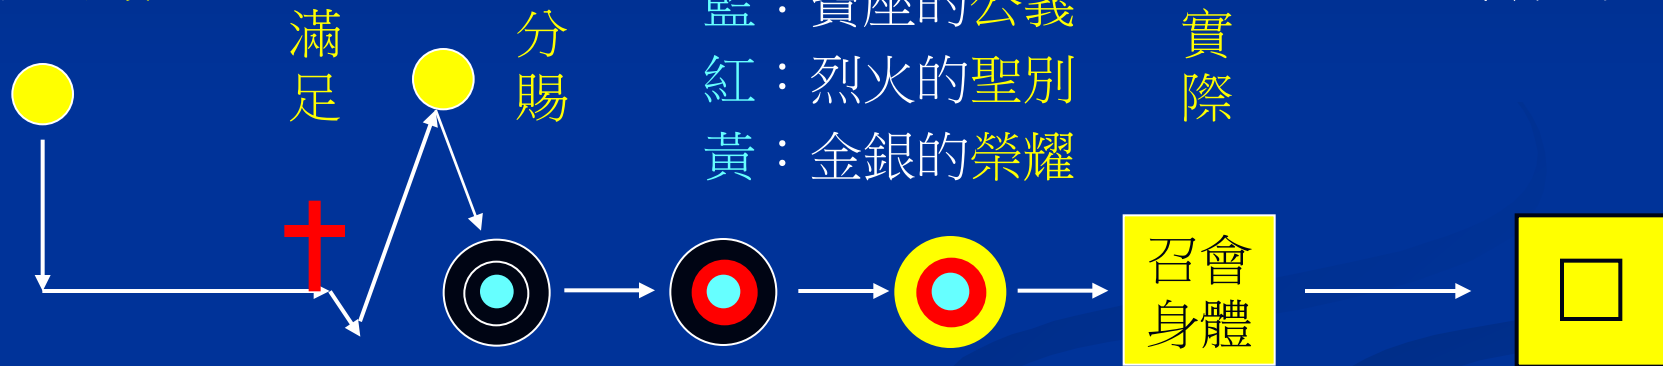 滿足
分賜
藍：寶座的公義
紅：烈火的聖別
黃：金銀的榮耀
實際
召會
身體